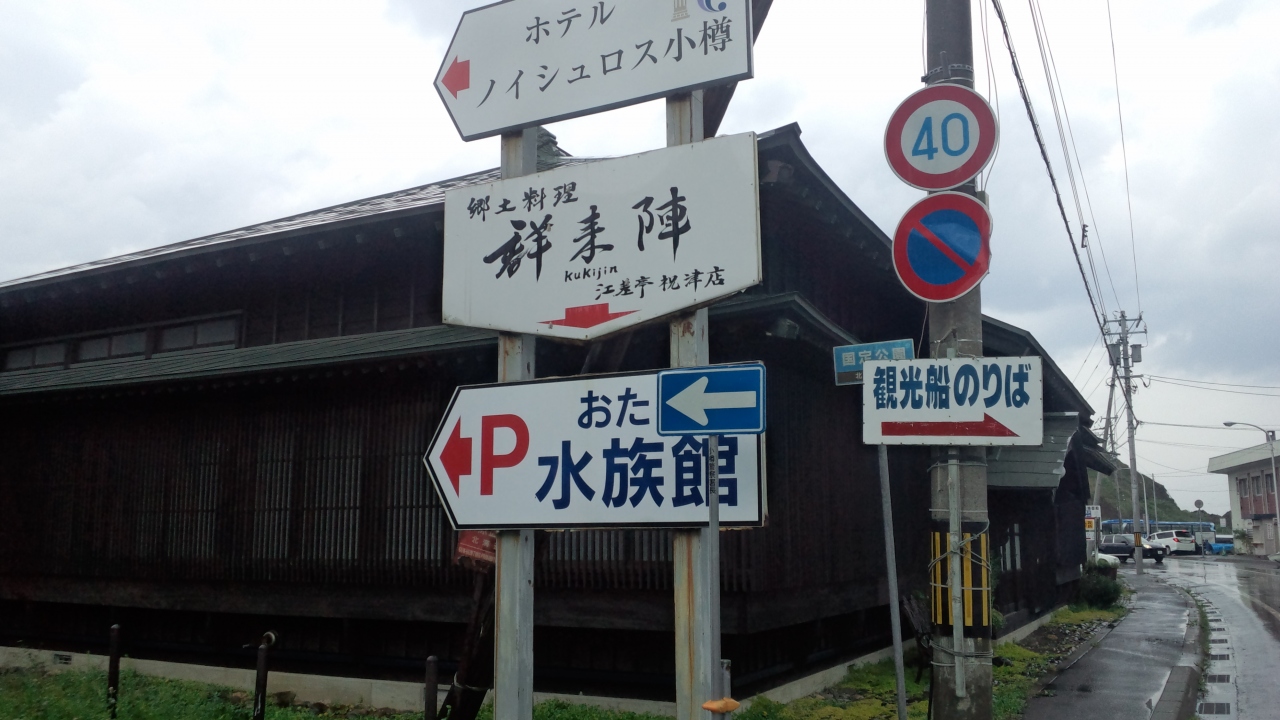 ホテル
ノイシュロス小樽
郷土料理
群来陣
Kukijin
江差亭 祝津店
P おた
水族館
40
国定公園
観光船のりば